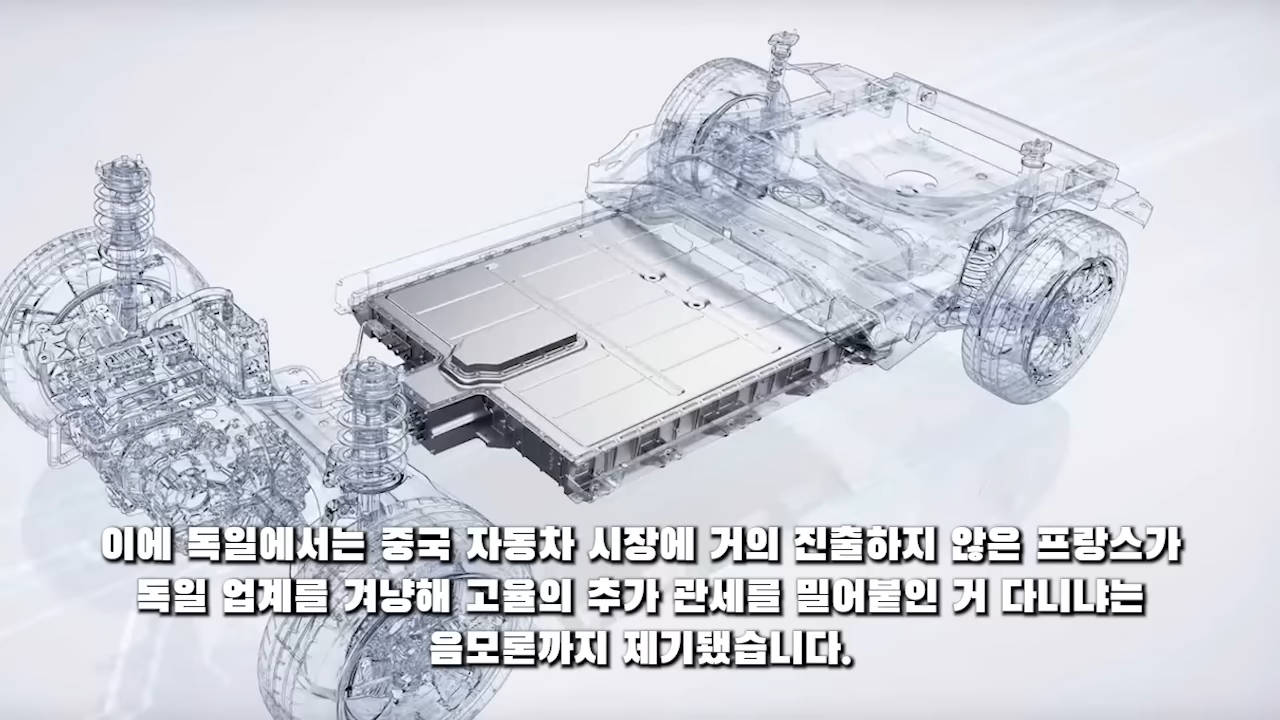 이에 독일에서는 중국 자동차 시장에 거의 진출하지 않은 프랑스가
독일 업계를 겨냥해 고율의 추가 관세를 밀어붙인 거 다니냐는
음모론까지 제기됐습니다.